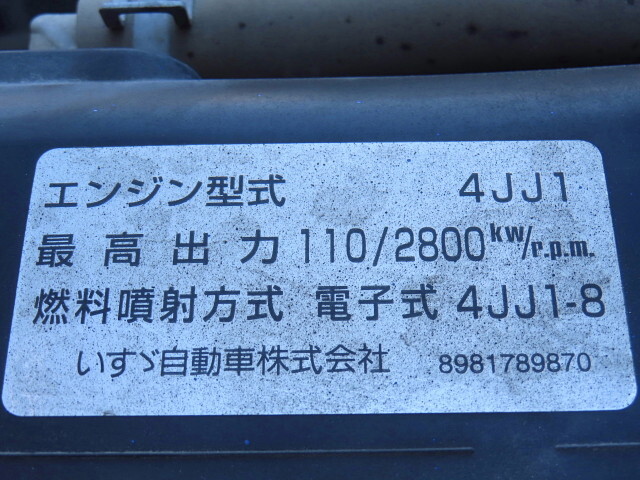 エンジン型式 4JJ1
最高出力 110/2800kW/r.p.m.
燃料噴射方式 電子式 4JJ1-8
いすゞ自動車株式会社 8981789870